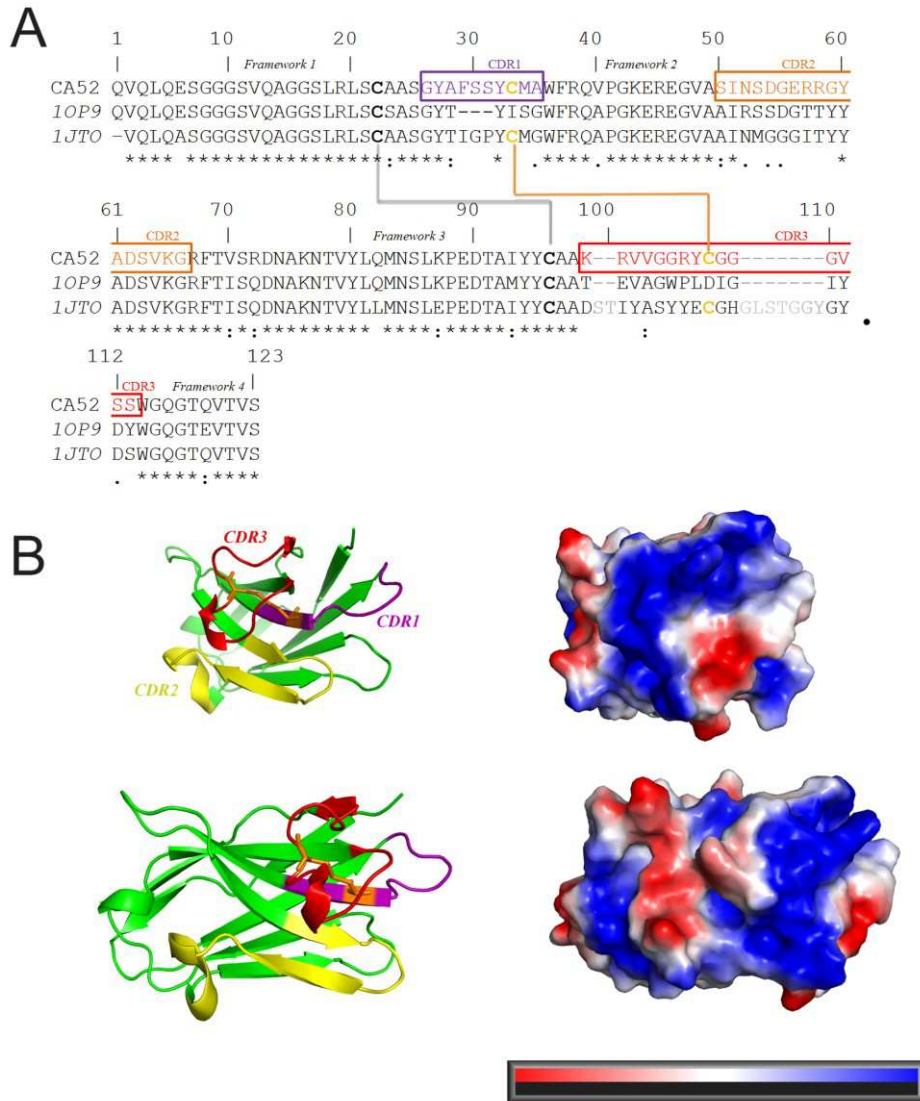 A
1 10 20 30 40 50 60
Framework 1 CDR1 Framework 2 CDR2
CA52 QVQLQESGGGSVQAGGSLRLSCAASGYAFSSYCMAWFRQVPGKEREGVASINSDGERRGY
1OP9 QVQLQESGGGSVQAGGSLRLSCSASGYT---YISGWFRQAPGKEREGVAAIRSSDGTTYY
1JTO -VQLQASGGGSVQAGGSLRLSCAASGYTIGPYCMGWFRQAPGKEREGVAAINMGGGITYY
**** **************** **** : * . **** .********* :* . .. *
61 70 80 90 100 110
CDR2 Framework 3 CDR3
CA52 ADSVKGRFTVSRDNAKNTVYLQMNSLKPEDTAIYYCAAK--RVVGGRYCGG------GV
1OP9 ADSVKGRFTISQDNAKNTVYLQMNSLKPEDTAMYYCAAT--EVAGWPLDIG------IY
1JTO ADSVKGRFTISQDNAKNTVYLLMNSLEPEDTAIYYCAADSTIYASYYECGHGLSTGGYGY
*********:*:********* ****:*****:****** :
.
112 123
CDR3 Framework 4
CA52 SSWGQGTQVTVS
1OP9 DYWGQGTEVTVS
1JTO DSWGQGTQVTVS
. *****:****
B
CDR3
CDR1
CDR2